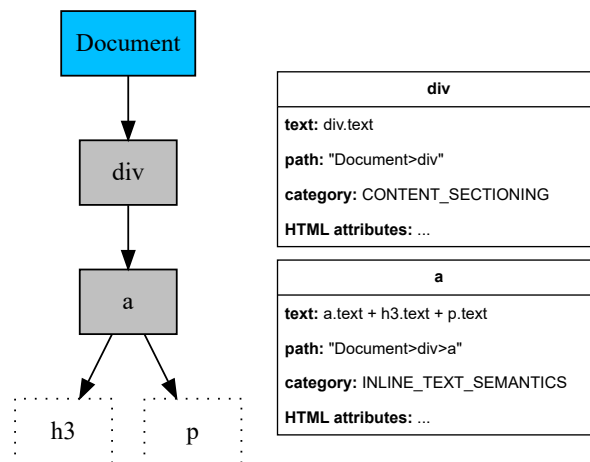 Document
div
a
h3
p
div
text: div.text
path: "Document>div"
category: CONTENT_SECTIONING
HTML attributes: ...
a
text: a.text + h3.text + p.text
path: "Document>div>a"
category: INLINE_TEXT_SEMANTICS
HTML attributes: ...